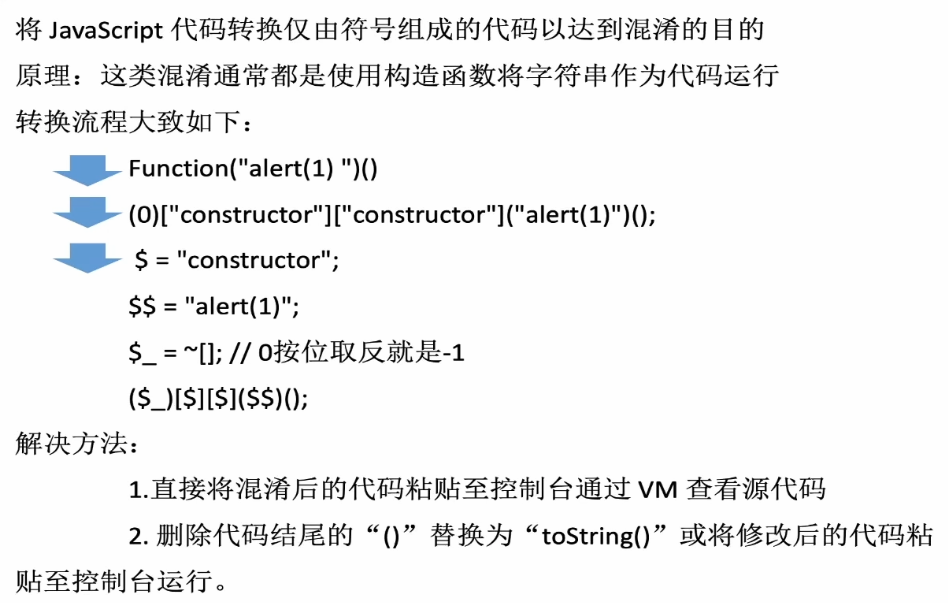 将 JavaScript 代码转换仅由符号组成的代码以达到混淆的目的
原理：这类混淆通常都是使用构造函数将字符串作为代码运行
转换流程大致如下：
Function("alert(1) ")()
(0)["constructor"]["constructor"]("alert(1)")();
$ = "constructor";
$$ = "alert(1)";
$_ = ~[]; // 0按位取反就是-1
($_)[$][$]($$)();
解决方法：
1.直接将混淆后的代码粘贴至控制台通过 VM 查看源代码
2. 删除代码结尾的“()”替换为“toString()”或将修改后的代码粘
贴至控制台运行。